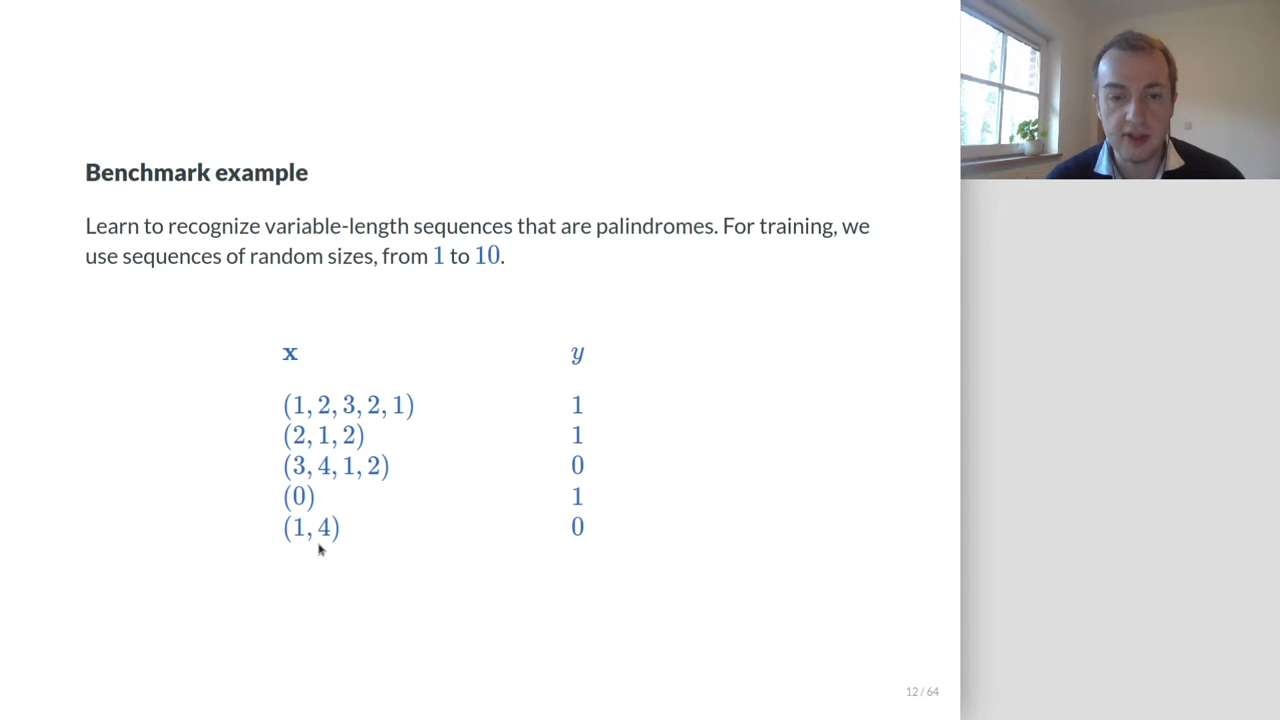 Benchmark example
Learn to recognize variable-length sequences that are palindromes. For training, we
use sequences of random sizes, from 1 to 10.
x y
(1, 2, 3, 2, 1) 1
(2, 1, 2) 1
(3, 4, 1, 2) 0
(0) 1
(1, 4) 0
12 / 64